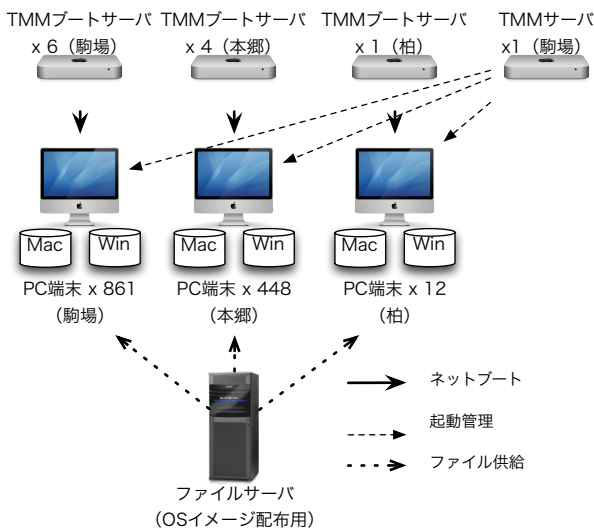 TMMブートサーバ TMMブートサーバ TMMブートサーバ TMMサーバ
x 6（駒場） x 4（本郷） x 1（柏） x1（駒場）
Mac Win Mac Win Mac Win
PC端末 x 861 PC端末 x 448 PC端末 x 12
（駒場） （本郷） （柏）
ネットブート
起動管理
ファイル供給
ファイルサーバ
（OSイメージ配布用）